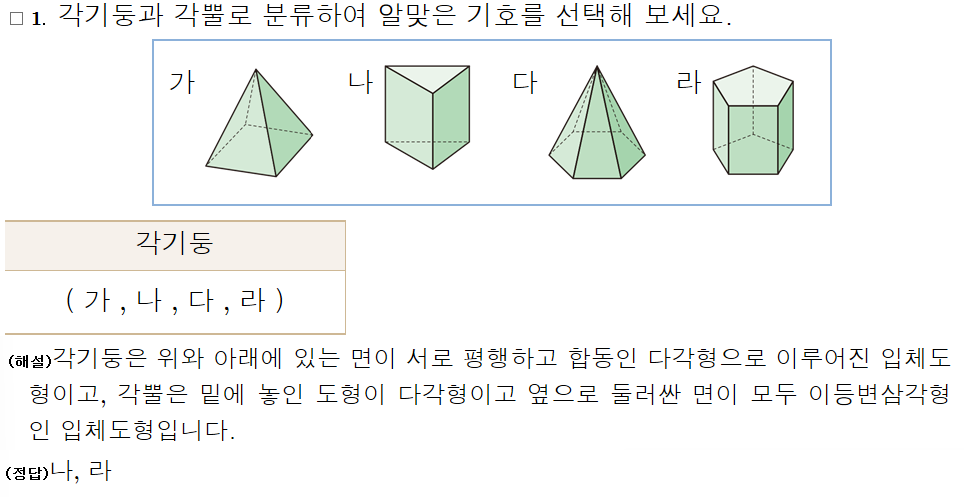 □ 1. 각기둥과 각뿔로 분류하여 알맞은 기호를 선택해 보세요.
가 나 다 라
각기둥
( 가 , 나 , 다 , 라 )
(해설)각기둥은 위와 아래에 있는 면이 서로 평행하고 합동인 다각형으로 이루어진 입체도
형이고, 각뿔은 밑에 놓인 도형이 다각형이고 옆으로 둘러싼 면이 모두 이등변삼각형
인 입체도형입니다.
(정답)나, 라